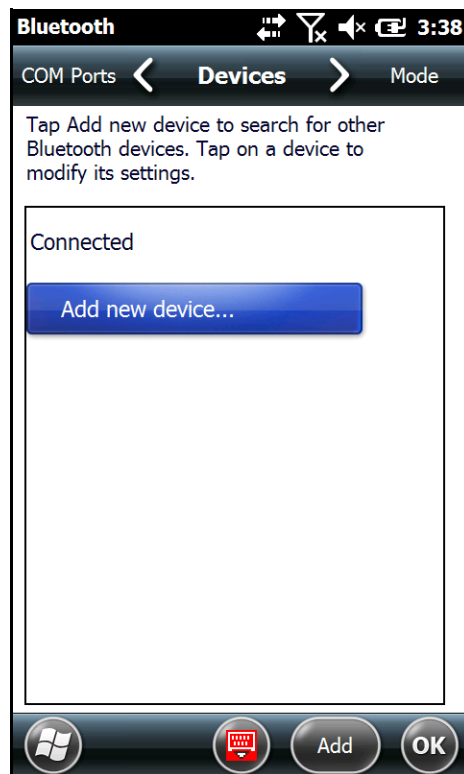 Bluetooth 3:38
COM Ports Devices Mode
Tap Add new device to search for other
Bluetooth devices. Tap on a device to
modify its settings.
Connected
Add new device...
Add OK